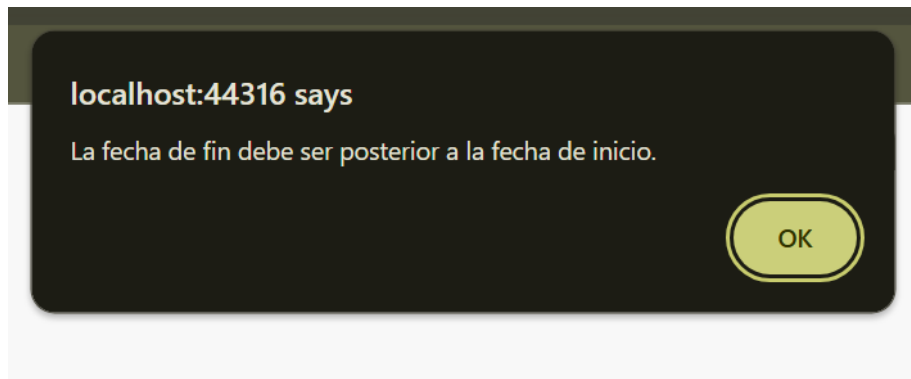 localhost:44316 says
La fecha de fin debe ser posterior a la fecha de inicio.
OK